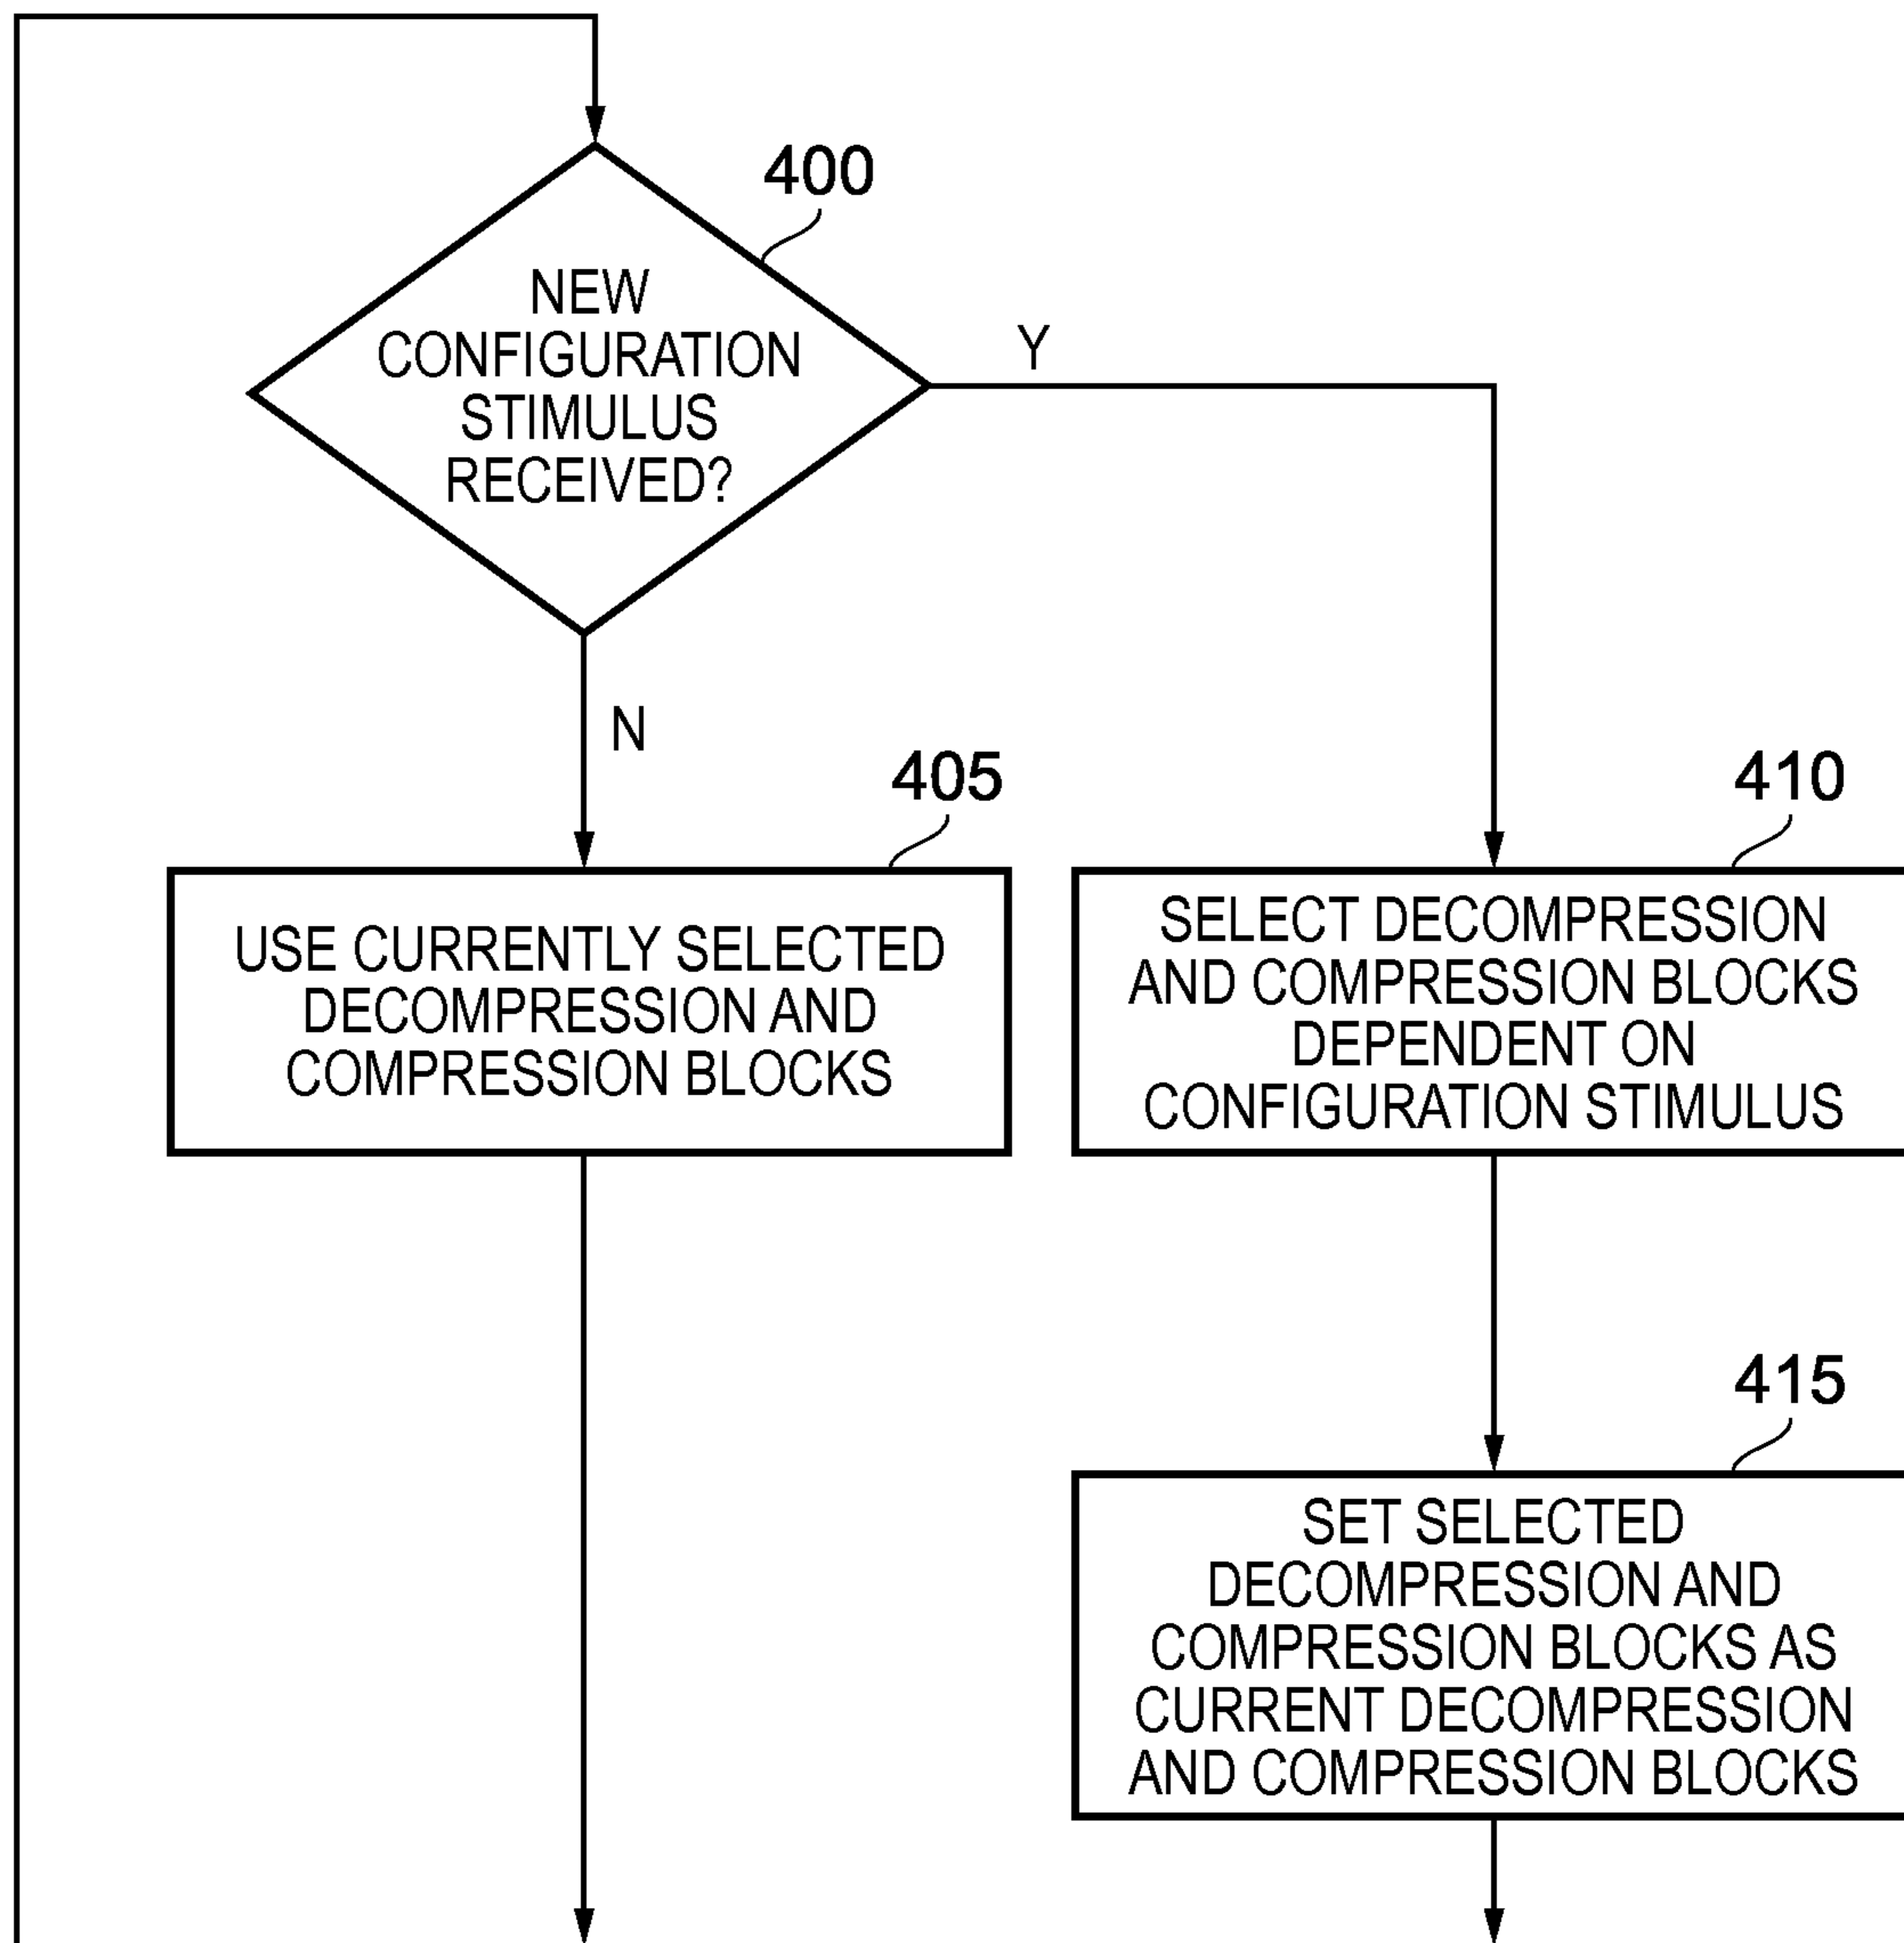 400
NEW
CONFIGURATION
STIMULUS
RECEIVED?
Y
N
405
USE CURRENTLY SELECTED
DECOMPRESSION AND
COMPRESSION BLOCKS
410
SELECT DECOMPRESSION
AND COMPRESSION BLOCKS
DEPENDENT ON
CONFIGURATION STIMULUS
415
SET SELECTED
DECOMPRESSION AND
COMPRESSION BLOCKS AS
CURRENT DECOMPRESSION
AND COMPRESSION BLOCKS